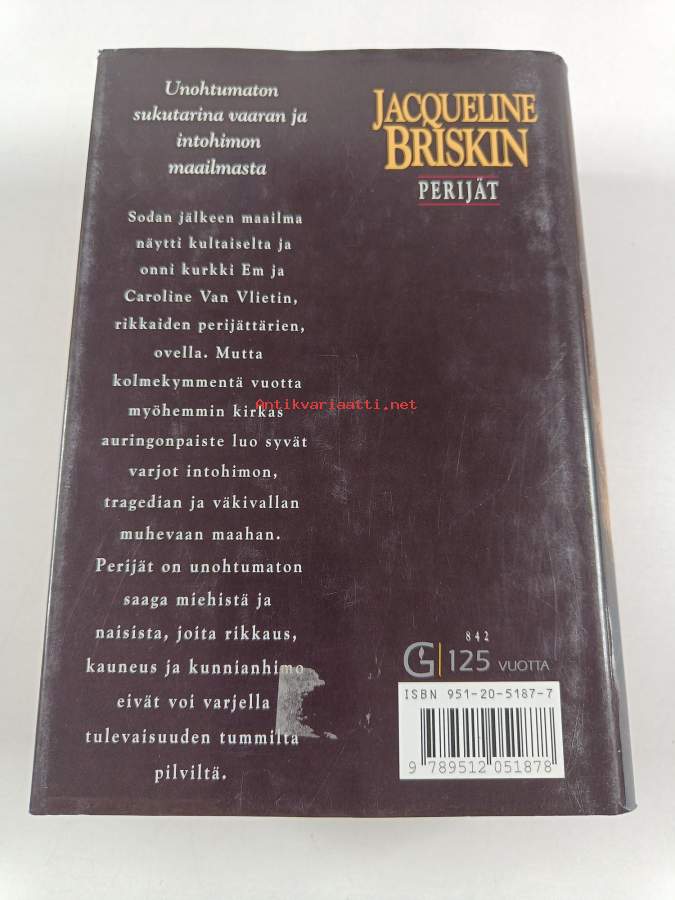 Unohtumaton
sukutarina vaaran ja
intohimon
maailmasta
JACQUELINE
BRISKIN
PERIJÄT
Sodan jälkeen maailma
näytti kultaiselta ja
onni kurkki Em ja
Caroline Van Vlietin,
rikkaiden perijättärien,
ovella. Mutta
kolmekymmentä vuotta
myöhemmin kirkas
auringonpaiste luo syvät
varjot intohimon,
tragedian ja väkivallan
muhevaan maahan.
Perijät on unohtumaton
saaga miehistä ja
naisista, joita rikkaus,
kauneus ja kunnianhimo
eivät voi varjella
tulevaisuuden tummilta
pilviltä.
Antikvariaatti.net
842
G 125 VUOTTA
ISBN 951-20-5187-7
9 789512 051878